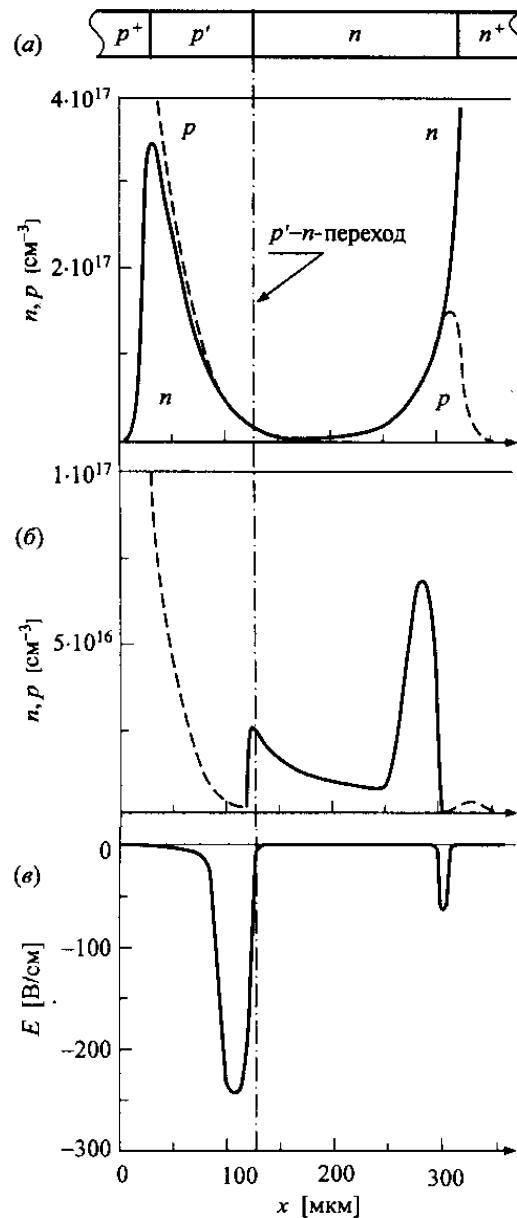 (а) p⁺ p′ n n⁺
4·10¹⁷
p n
p′–n-переход
2·10¹⁷
n, p [см⁻³]
n p
(б)
1·10¹⁷
5·10¹⁶
n, p [см⁻³]
(в)
0
−100
−200
−300
E [В/см]
0 100 200 300
x [мкм]